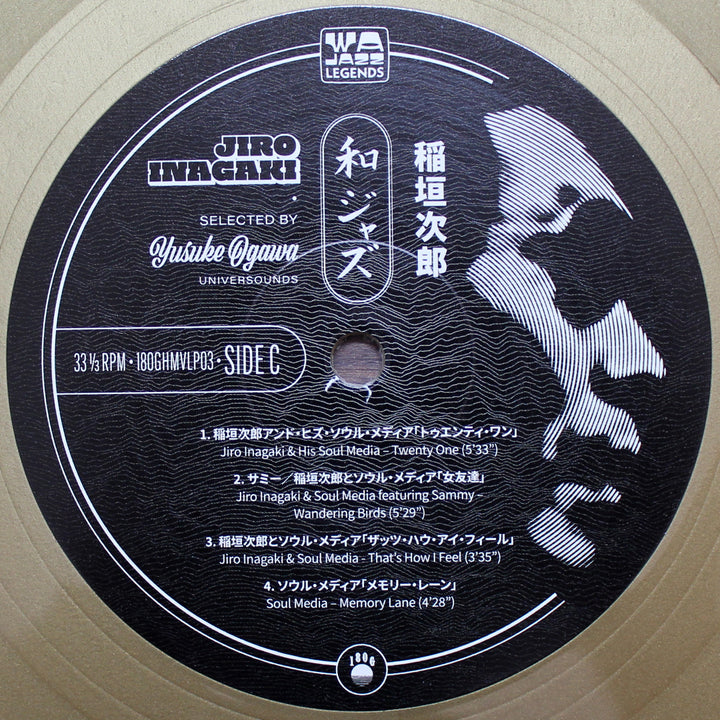 WA
JAZZ
LEGENDS
JIRO
INAGAKI
SELECTED BY
Yusuke Ogawa
UNIVERSOUNDS
和ジャズ
稲垣次郎
33 ⅓ RPM • 180GHMVLP03 • SIDE C
1. 稲垣次郎アンド・ヒズ・ソウル・メディア「トゥエンティ・ワン」
Jiro Inagaki & His Soul Media – Twenty One (5’33”)
2. サミー／稲垣次郎とソウル・メディア「女友達」
Jiro Inagaki & Soul Media featuring Sammy –
Wandering Birds (5’29”)
3. 稲垣次郎とソウル・メディア「ザッツ・ハウ・アイ・フィール」
Jiro Inagaki & Soul Media - That's How I Feel (3’35”)
4. ソウル・メディア「メモリー・レーン」
Soul Media – Memory Lane (4’28”)
180G